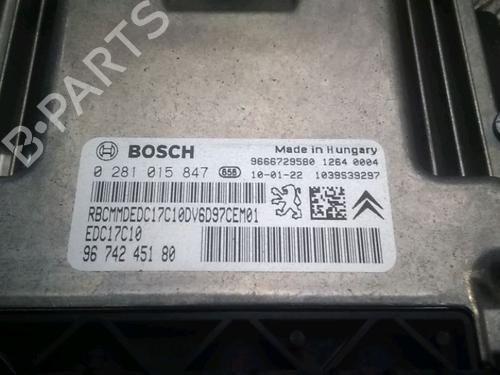 B-PARTS
BOSCH
Made in Hungary
9666729580 1264 0004
0 281 015 847 858 10-01-22 1039S39297
RBCMMDEDC17C10DV6D97CEM01
EDC17C10
96 742 451 80